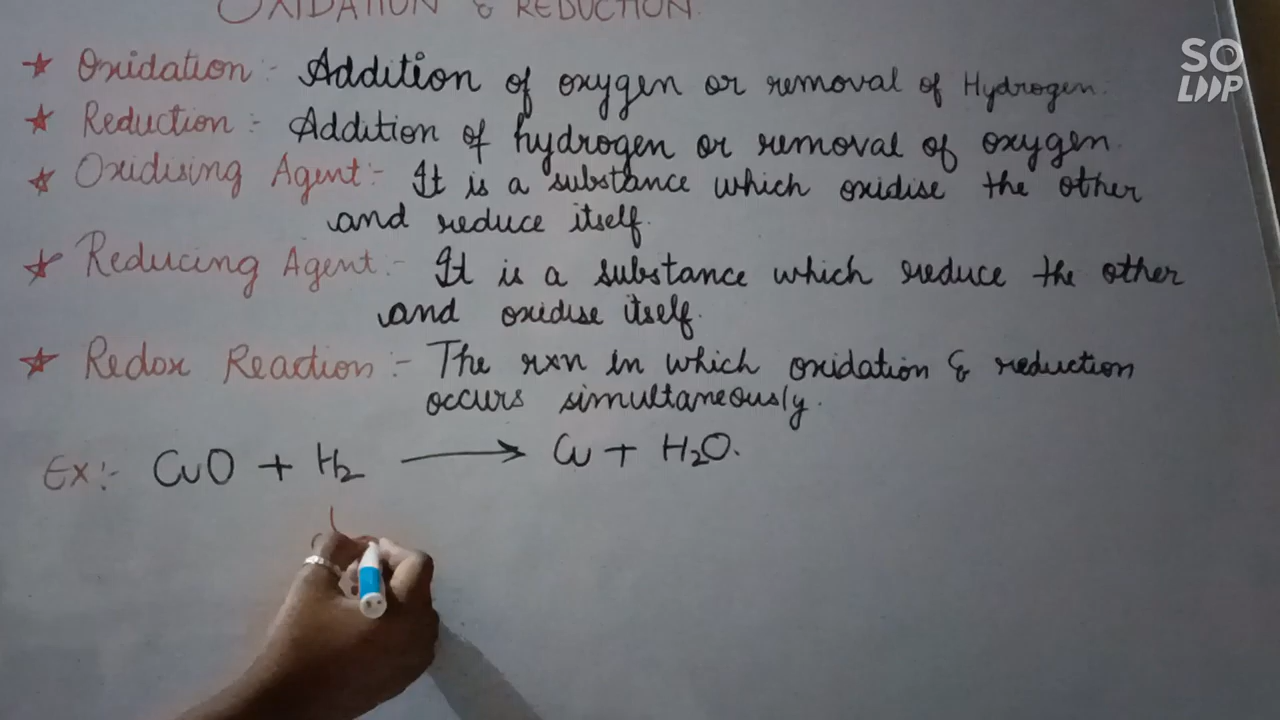 OXIDATION & REDUCTION.
★ Oxidation:- Addition of oxygen or removal of Hydrogen.
★ Reduction:- Addition of hydrogen or removal of oxygen.
★ Oxidising Agent:- It is a substance which oxidise the other
and reduce itself.
★ Reducing Agent:- It is a substance which reduce the other
and oxidise itself.
★ Redox Reaction:- The rxn in which oxidation & reduction
occurs simultaneously.
Ex:- CuO + H2 ⟶ Cu + H2O.
SO
LOOP